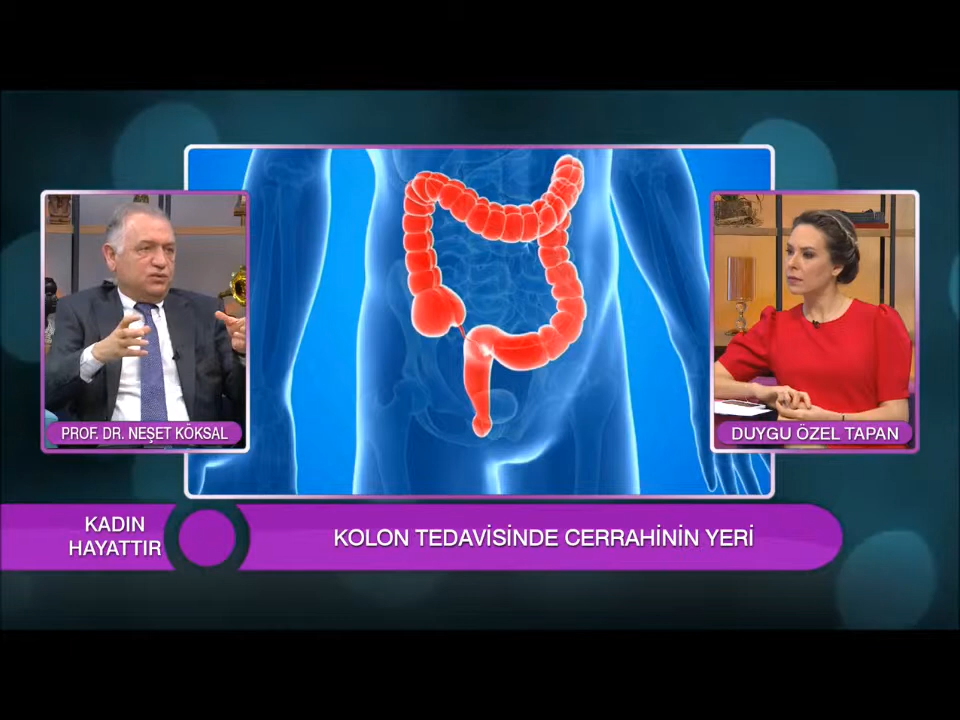 PROF. DR. NEŞET KÖKSAL
DUYGU ÖZEL TAPAN
KADIN
HAYATTIR
KOLON TEDAVİSİNDE CERRAHİNİN YERİ